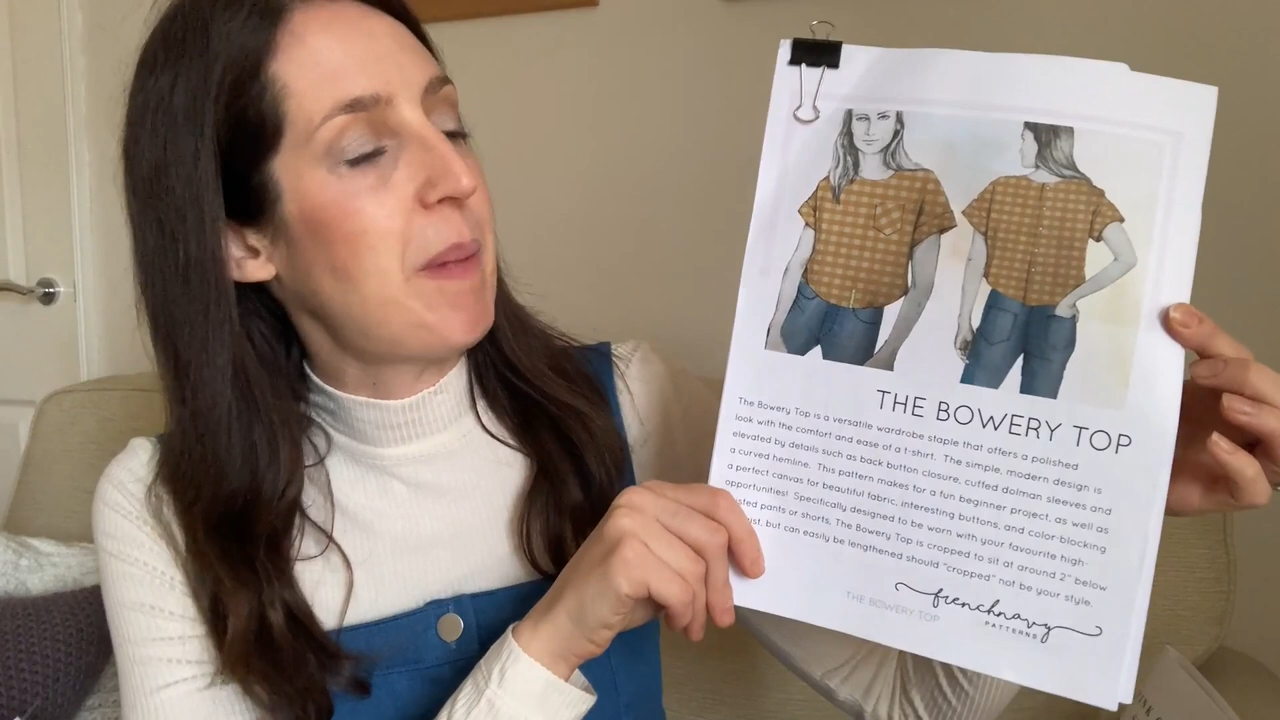 THE BOWERY TOP
The Bowery Top is a versatile wardrobe staple that offers a polished
look with the comfort and ease of a t-shirt. The simple, modern design is
elevated by details such as back button closure, cuffed dolman sleeves and
a curved hemline. This pattern makes for a fun beginner project, as well as
a perfect canvas for beautiful fabric, interesting buttons, and color-blocking
opportunities! Specifically designed to be worn with your favourite high-
pants or shorts, The Bowery Top is cropped to sit at around 2" below
but can easily be lengthened should "cropped" not be your style.
THE BOWERY TOP
frenchnavy
PATTERNS